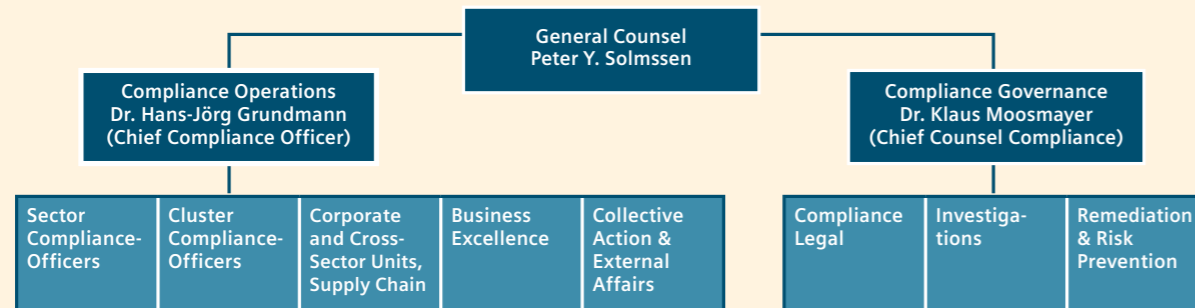 General Counsel
Peter Y. Solmssen
Compliance Operations
Dr. Hans-Jörg Grundmann
(Chief Compliance Officer)
Compliance Governance
Dr. Klaus Moosmayer
(Chief Counsel Compliance)
Sector
Compliance-
Officers
Cluster
Compliance-
Officers
Corporate
and Cross-
Sector Units,
Supply Chain
Business
Excellence
Collective
Action &
External
Affairs
Compliance
Legal
Investiga-
tions
Remediation
& Risk
Prevention